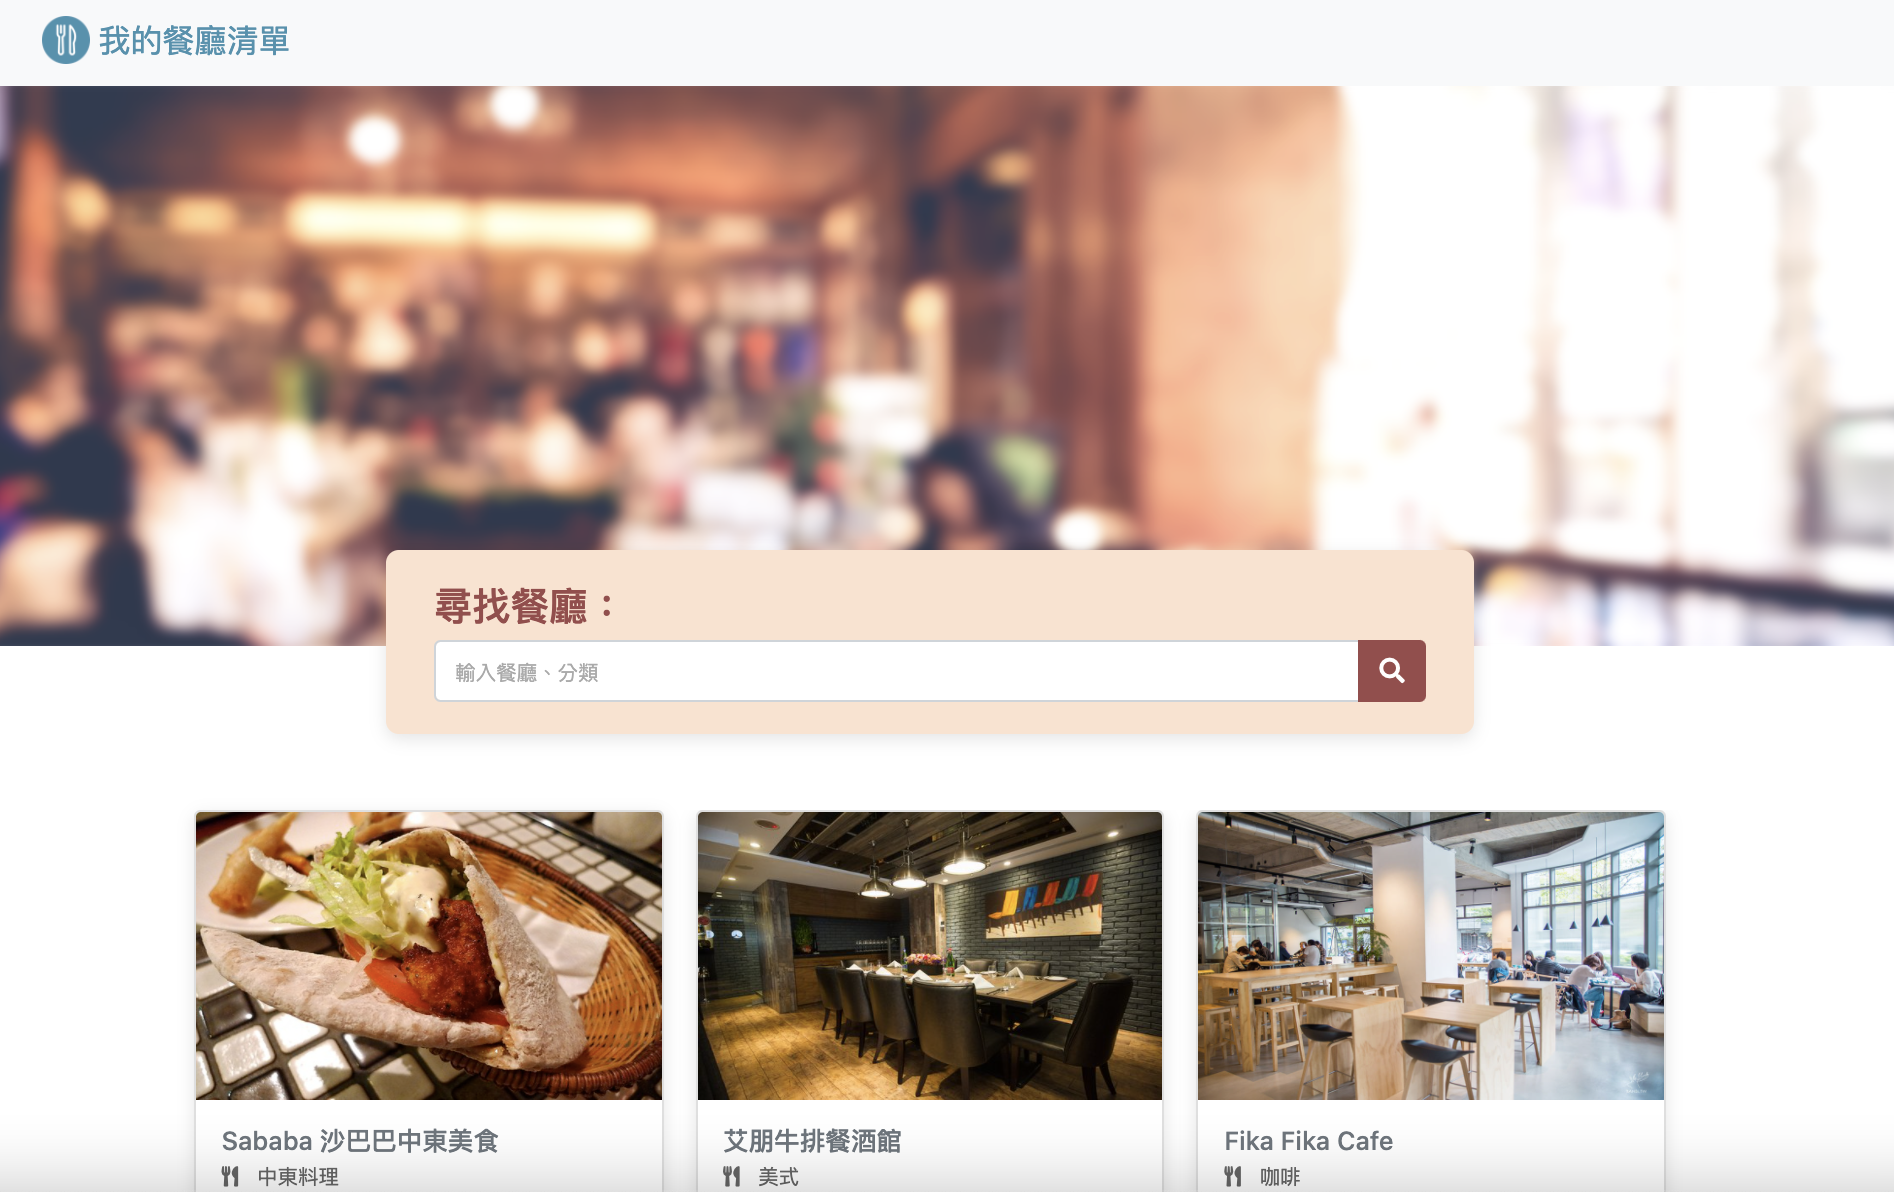 我的餐廳清單
尋找餐廳：
輸入餐廳、分類
Sababa 沙巴巴中東美食
中東料理
艾朋牛排餐酒館
美式
Fika Fika Cafe
咖啡